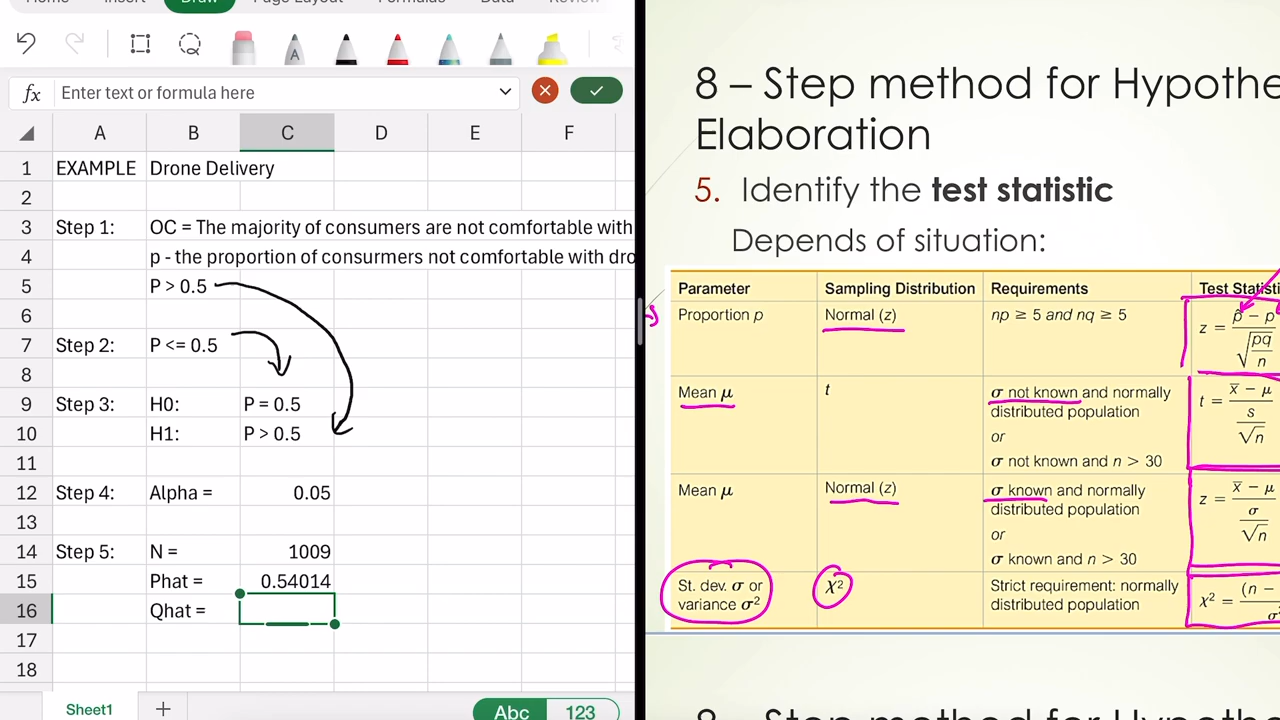 Home Insert Draw Page Layout Formulas Data Review
A
fx Enter text or formula here
A B C D E F
1 EXAMPLE Drone Delivery
2
3 Step 1: OC = The majority of consumers are not comfortable with
4 p - the proportion of consurmers not comfortable with dro
5 P > 0.5
6
7 Step 2: P <= 0.5
8
9 Step 3: H0: P = 0.5
10 H1: P > 0.5
11
12 Step 4: Alpha = 0.05
13
14 Step 5: N = 1009
15 Phat = 0.54014
16 Qhat =
17
18
Sheet1 +
Abc 123
8 – Step method for Hypothe
Elaboration
5. Identify the test statistic
Depends of situation:
Parameter Sampling Distribution Requirements Test Statisti
Proportion p Normal (z) np ≥ 5 and nq ≥ 5 z = (p̂ − p) / √(pq/n)
Mean μ t σ not known and normally
distributed population
or
σ not known and n > 30
t = (x̄ − μ) / (s/√n)
Mean μ Normal (z) σ known and normally
distributed population
or
σ known and n > 30
z = (x̄ − μ) / (σ/√n)
St. dev. σ or
variance σ²
χ² Strict requirement: normally
distributed population
χ² = (n −
σ²